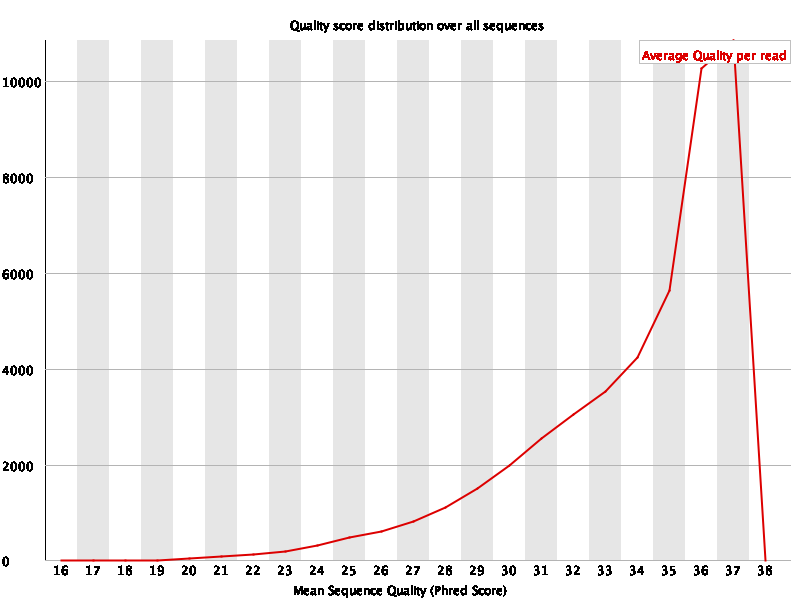 Quality score distribution over all sequences
Average Quality per read
10000
8000
6000
4000
2000
0
16 17 18 19 20 21 22 23 24 25 26 27 28 29 30 31 32 33 34 35 36 37 38
Mean Sequence Quality (Phred Score)